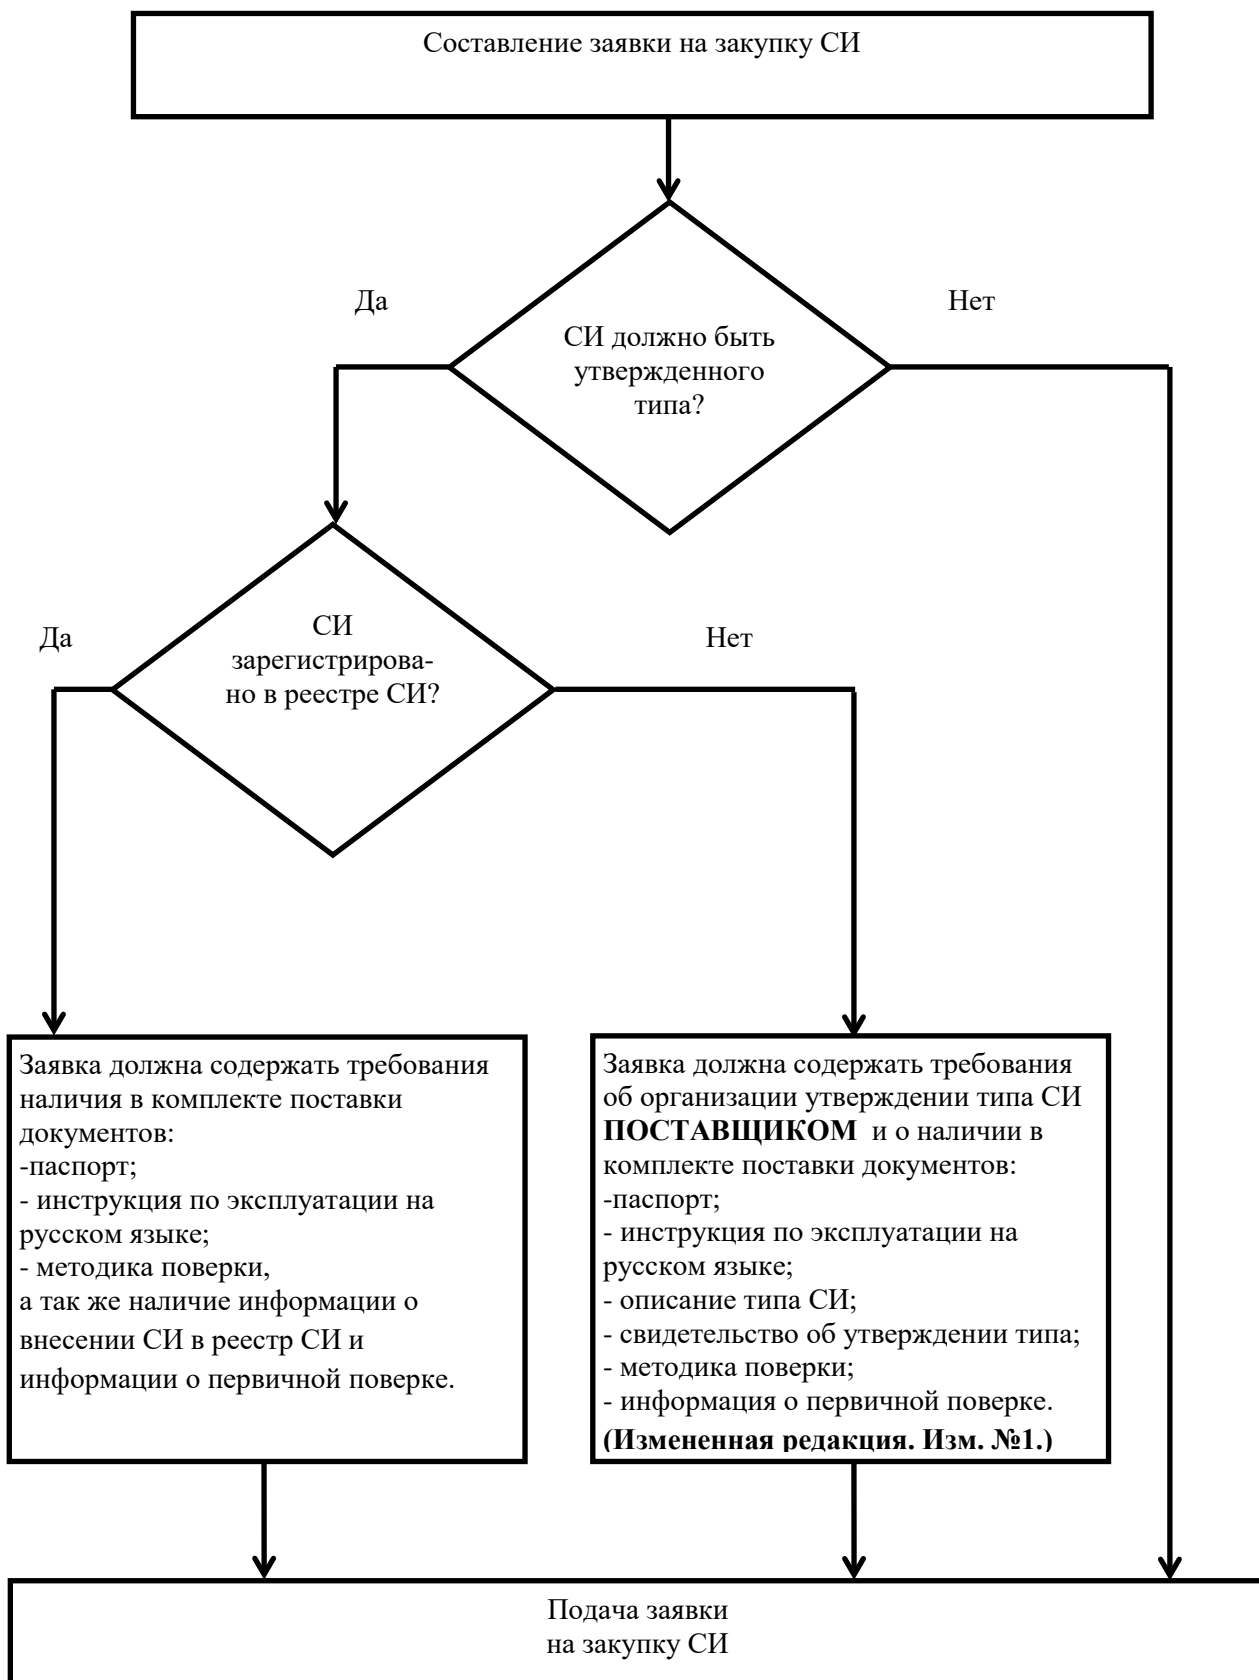 Составление заявки на закупку СИ
Да
Нет
СИ должно быть
утвержденного
типа?
Да
СИ
зарегистрирова-
но в реестре СИ?
Нет
Заявка должна содержать требования
наличия в комплекте поставки
документов:
-паспорт;
- инструкция по эксплуатации на
русском языке;
- методика поверки,
а так же наличие информации о
внесении СИ в реестр СИ и
информации о первичной поверке.
Заявка должна содержать требования
об организации утверждении типа СИ
ПОСТАВЩИКОМ и о наличии в
комплекте поставки документов:
-паспорт;
- инструкция по эксплуатации на
русском языке;
- описание типа СИ;
- свидетельство об утверждении типа;
- методика поверки;
- информация о первичной поверке.
(Измененная редакция. Изм. №1.)
Подача заявки
на закупку СИ